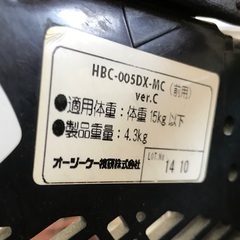 HBC-005DX-MC (前用)
ver.C
●適用体重：体重15kg以下
●製品重量：4.3kg
オージーケー技研株式会社
LOT.No
14 10